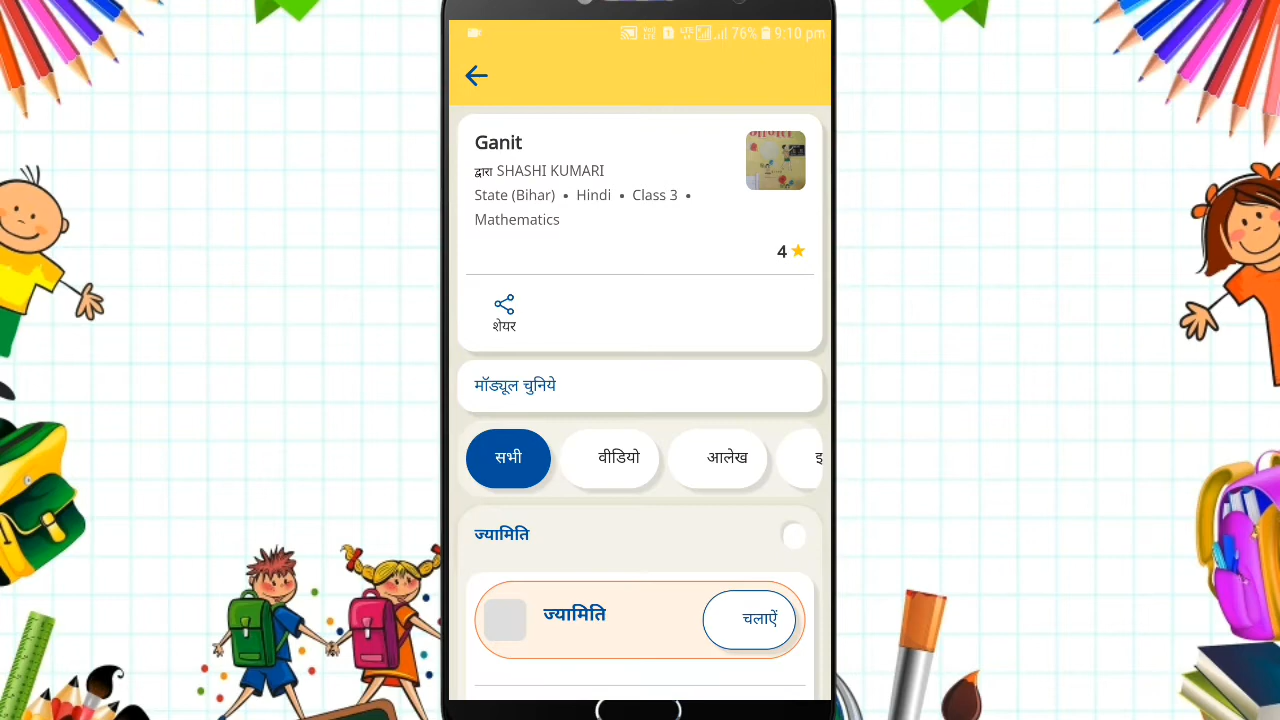 76% 9:10 pm
Ganit
द्वारा SHASHI KUMARI
State (Bihar) • Hindi • Class 3 •
Mathematics
4
शेयर
मॉड्यूल चुनिये
सभी वीडियो आलेख
ज्यामिति
ज्यामिति चलाऐं